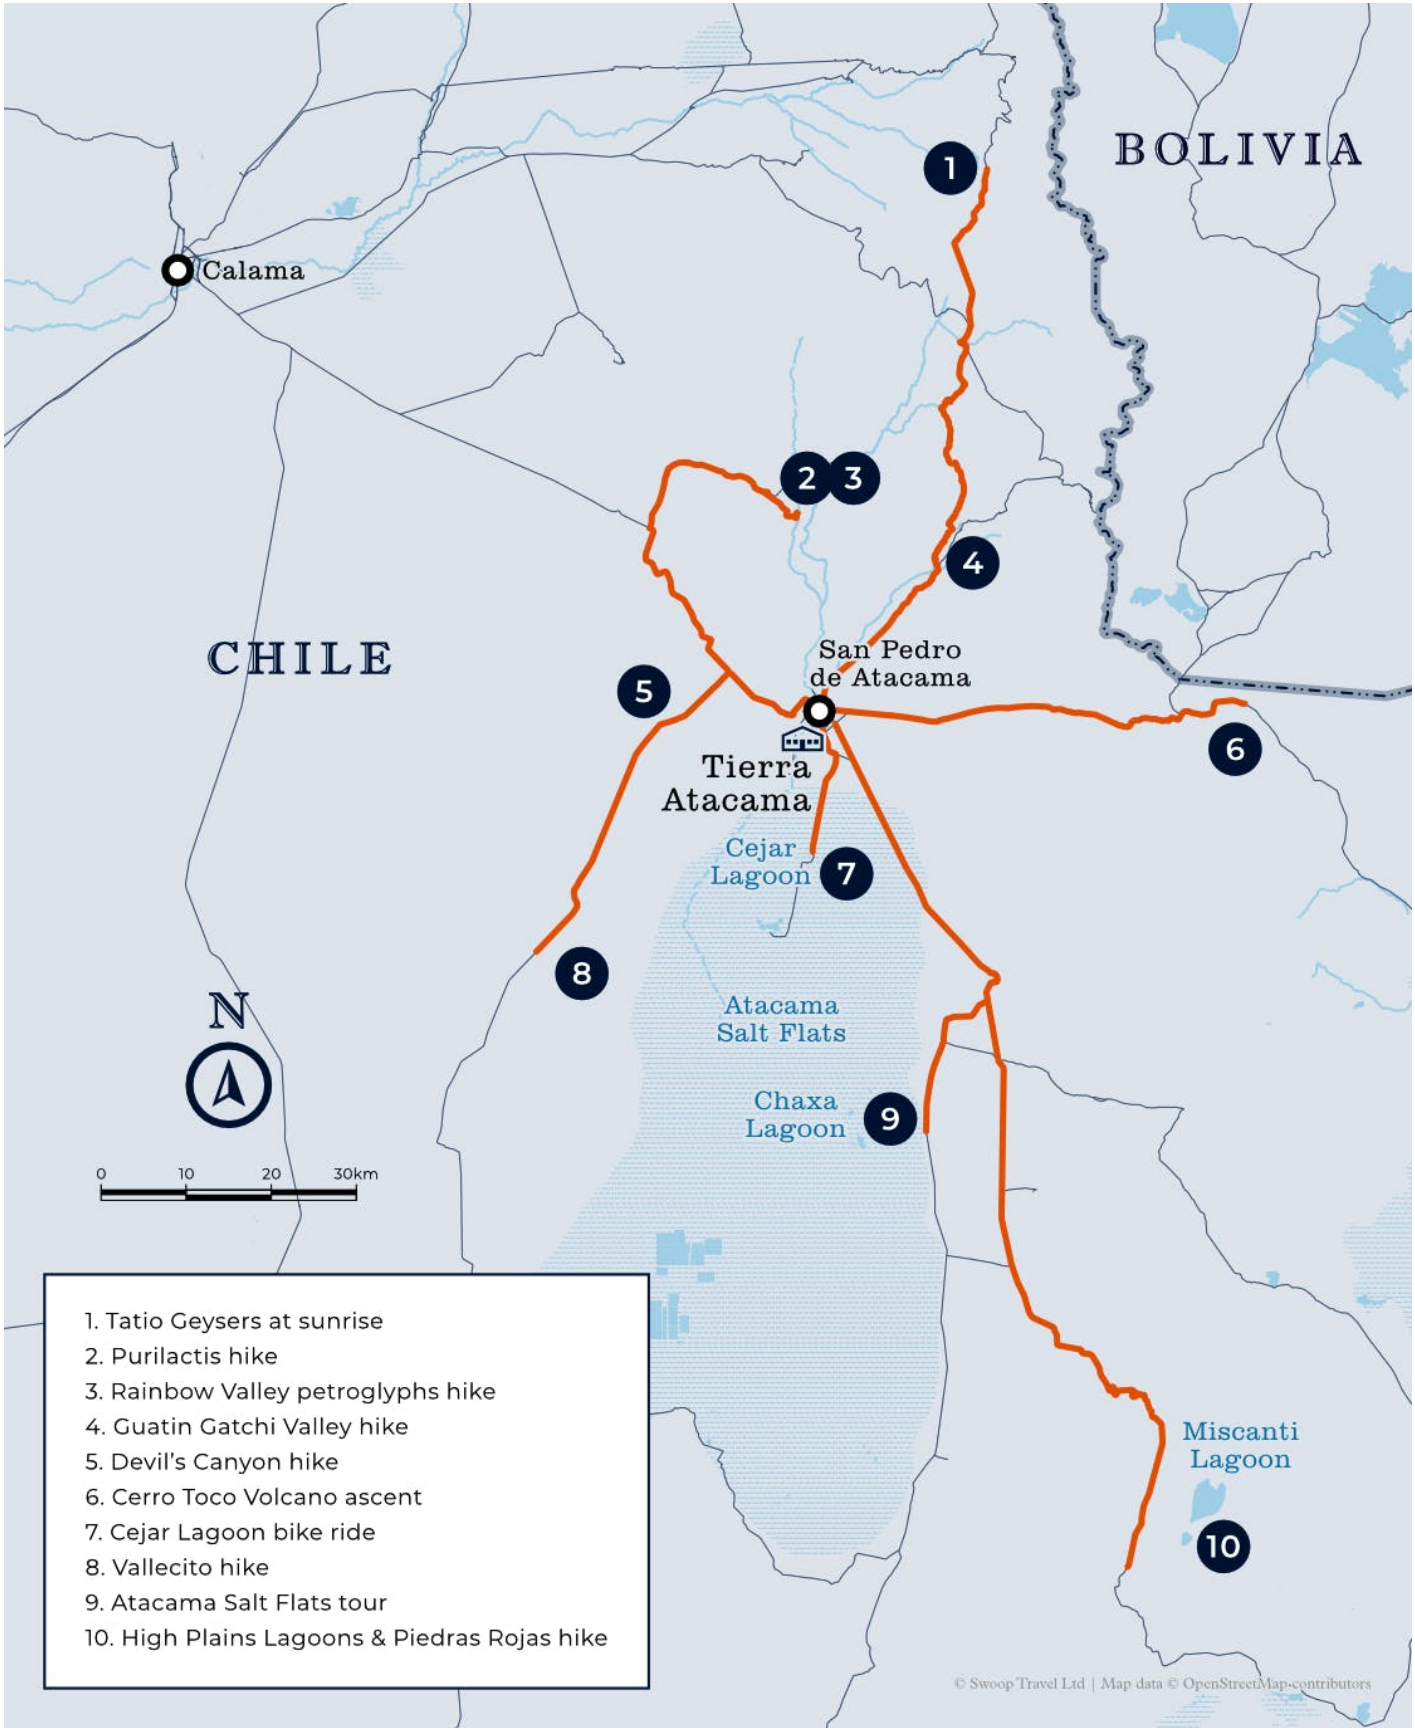 BOLIVIA
1
Calama
2
3
4
CHILE
San Pedro
de Atacama
5
6
Tierra
Atacama
Cejar
Lagoon
7
8
N
Atacama
Salt Flats
Chaxa
Lagoon
9
0 10 20 30km
Miscanti
Lagoon
10
1. Tatio Geysers at sunrise
2. Purilactis hike
3. Rainbow Valley petroglyphs hike
4. Guatin Gatchi Valley hike
5. Devil's Canyon hike
6. Cerro Toco Volcano ascent
7. Cejar Lagoon bike ride
8. Vallecito hike
9. Atacama Salt Flats tour
10. High Plains Lagoons & Piedras Rojas hike
© Swoop Travel Ltd | Map data © OpenStreetMap-contributors